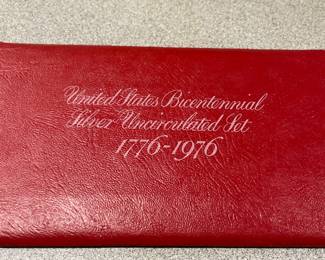 United States Bicentennial
Silver Uncirculated Set
1776-1976